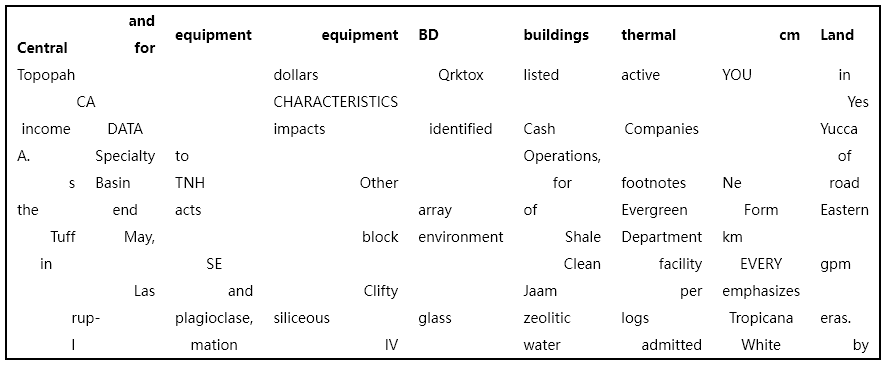 and
Central for equipment equipment BD buildings thermal cm Land
Topopah dollars Qrktox listed active YOU in
CA CHARACTERISTICS Yes
income DATA impacts identified Cash Companies Yucca
A. Specialty to Operations, of
s Basin TNH Other for footnotes Ne road
the end acts array of Evergreen Form Eastern
Tuff May, block environment Shale Department km
in SE Clean facility EVERY gpm
Las and Clifty Jaam per emphasizes
rup- plagioclase, siliceous glass zeolitic logs Tropicana eras.
I mation IV water admitted White by